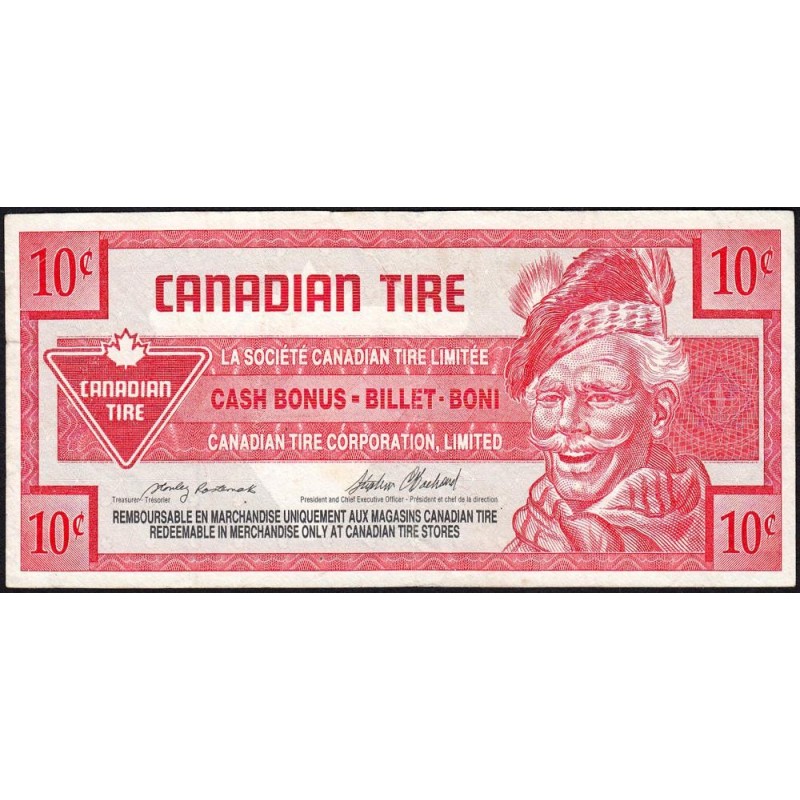 10¢ 10¢
CANADIAN TIRE
LA SOCIÉTÉ CANADIAN TIRE LIMITÉE
CANADIAN
TIRE
CASH BONUS - BILLET - BONI
CANADIAN TIRE CORPORATION, LIMITED
Treasurer - Trésorier President and Chief Executive Officer - Président et chef de la direction
10¢ 10¢
REMBOURSABLE EN MARCHANDISE UNIQUEMENT AUX MAGASINS CANADIAN TIRE
REDEEMABLE IN MERCHANDISE ONLY AT CANADIAN TIRE STORES